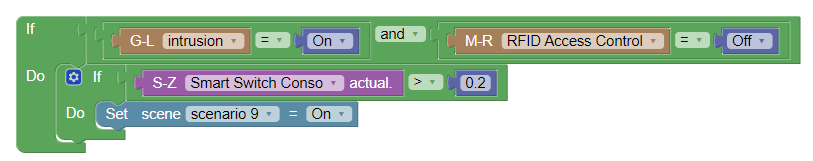 If
G-L intrusion = On and M-R RFID Access Control = Off
Do If S-Z Smart Switch Conso actual. > 0.2
Do Set scene scenario 9 = On